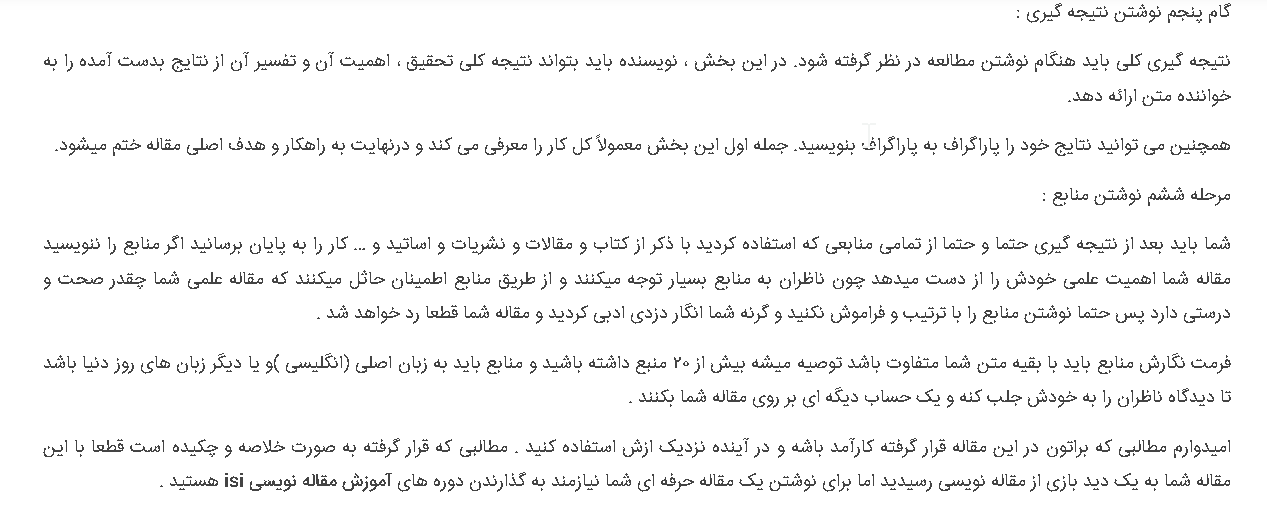 گام پنجم نوشتن نتیجه گیری :
نتیجه گیری کلی باید هنگام نوشتن مطالعه در نظر گرفته شود. در این بخش ، نویسنده باید بتواند نتیجه کلی تحقیق ، اهمیت آن و تفسیر آن از نتایج بدست آمده را به
خواننده متن ارائه دهد.
همچنین می توانید نتایج خود را پاراگراف به پاراگراف بنویسید. جمله اول این بخش معمولاً کل کار را معرفی می کند و درنهایت به راهکار و هدف اصلی مقاله ختم میشود.
مرحله ششم نوشتن منابع :
شما باید بعد از نتیجه گیری حتما و حتما از تمامی منابعی که استفاده کردید با ذکر از کتاب و مقالات و نشریات و اساتید و … کار را به پایان برسانید اگر منابع را ننویسید
مقاله شما اهمیت علمی خودش را از دست میدهد چون ناظران به منابع بسیار توجه میکنند و از طریق منابع اطمینان حاثل میکنند که مقاله علمی شما چقدر صحت و
درستی دارد پس حتما نوشتن منابع را با ترتیب و فراموش نکنید و گرنه شما انگار دزدی ادبی کردید و مقاله شما قطعا رد خواهد شد .
فرمت نگارش منابع باید با بقیه متن شما متفاوت باشد توصیه میشه بیش از ۲۰ منبع داشته باشید و منابع باید به زبان اصلی (انگلیسی )و یا دیگر زبان های روز دنیا باشد
تا دیدگاه ناظران را به خودش جلب کنه و یک حساب دیگه ای بر روی مقاله شما بکنند .
امیدوارم مطالبی که براتون در این مقاله قرار گرفته کارآمد باشه و در آینده نزدیک ازش استفاده کنید . مطالبی که قرار گرفته به صورت خلاصه و چکیده است قطعا با این
مقاله شما به یک دید بازی از مقاله نویسی رسیدید اما برای نوشتن یک مقاله حرفه ای شما نیازمند به گذارندن دوره های آموزش مقاله نویسی isi هستید .